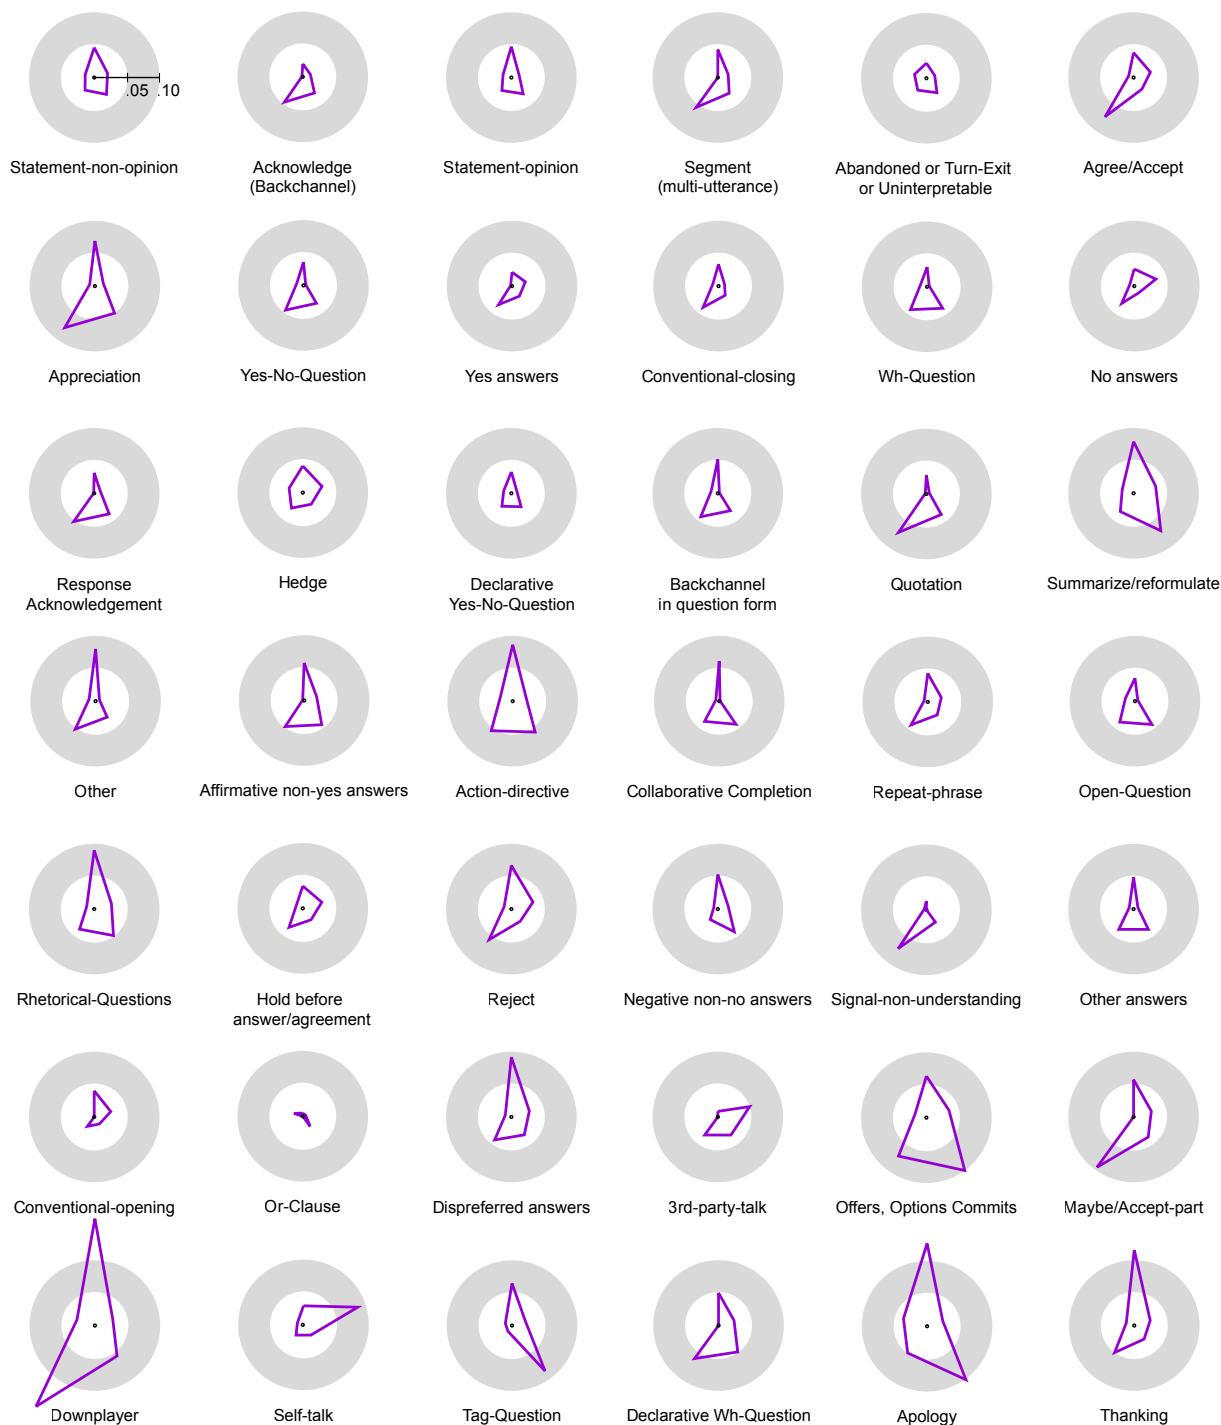 .05 .10
Statement-non-opinion
Acknowledge
(Backchannel)
Statement-opinion
Segment
(multi-utterance)
Abandoned or Turn-Exit
or Uninterpretable
Agree/Accept
Appreciation
Yes-No-Question
Yes answers
Conventional-closing
Wh-Question
No answers
Response
Acknowledgement
Hedge
Declarative
Yes-No-Question
Backchannel
in question form
Quotation
Summarize/reformulate
Other
Affirmative non-yes answers
Action-directive
Collaborative Completion
Repeat-phrase
Open-Question
Rhetorical-Questions
Hold before
answer/agreement
Reject
Negative non-no answers
Signal-non-understanding
Other answers
Conventional-opening
Or-Clause
Dispreferred answers
3rd-party-talk
Offers, Options Commits
Maybe/Accept-part
Downplayer
Self-talk
Tag-Question
Declarative Wh-Question
Apology
Thanking